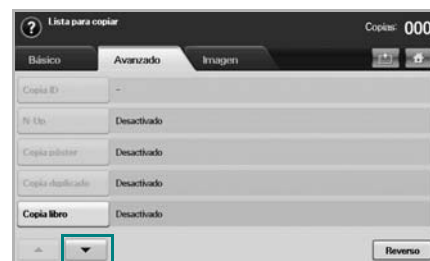 ? Lista para copiar Copias: 000
Básico Avanzado Imagen
Copia ID -
N-Up Desactivado
Copia póster Desactivado
Copia duplicado Desactivado
Copia libro Desactivado
Reverso